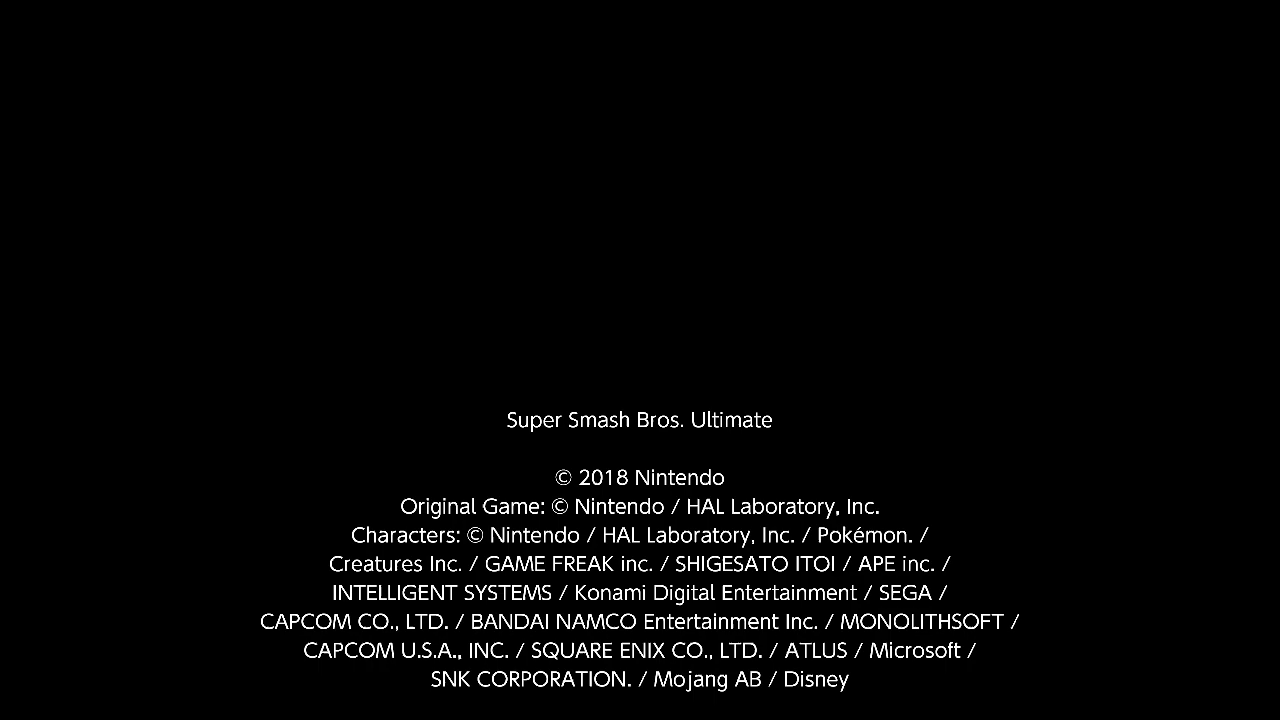 Super Smash Bros. Ultimate
© 2018 Nintendo
Original Game: © Nintendo / HAL Laboratory, Inc.
Characters: © Nintendo / HAL Laboratory, Inc. / Pokémon. /
Creatures Inc. / GAME FREAK inc. / SHIGESATO ITOI / APE inc. /
INTELLIGENT SYSTEMS / Konami Digital Entertainment / SEGA /
CAPCOM CO., LTD. / BANDAI NAMCO Entertainment Inc. / MONOLITHSOFT /
CAPCOM U.S.A., INC. / SQUARE ENIX CO., LTD. / ATLUS / Microsoft /
SNK CORPORATION. / Mojang AB / Disney